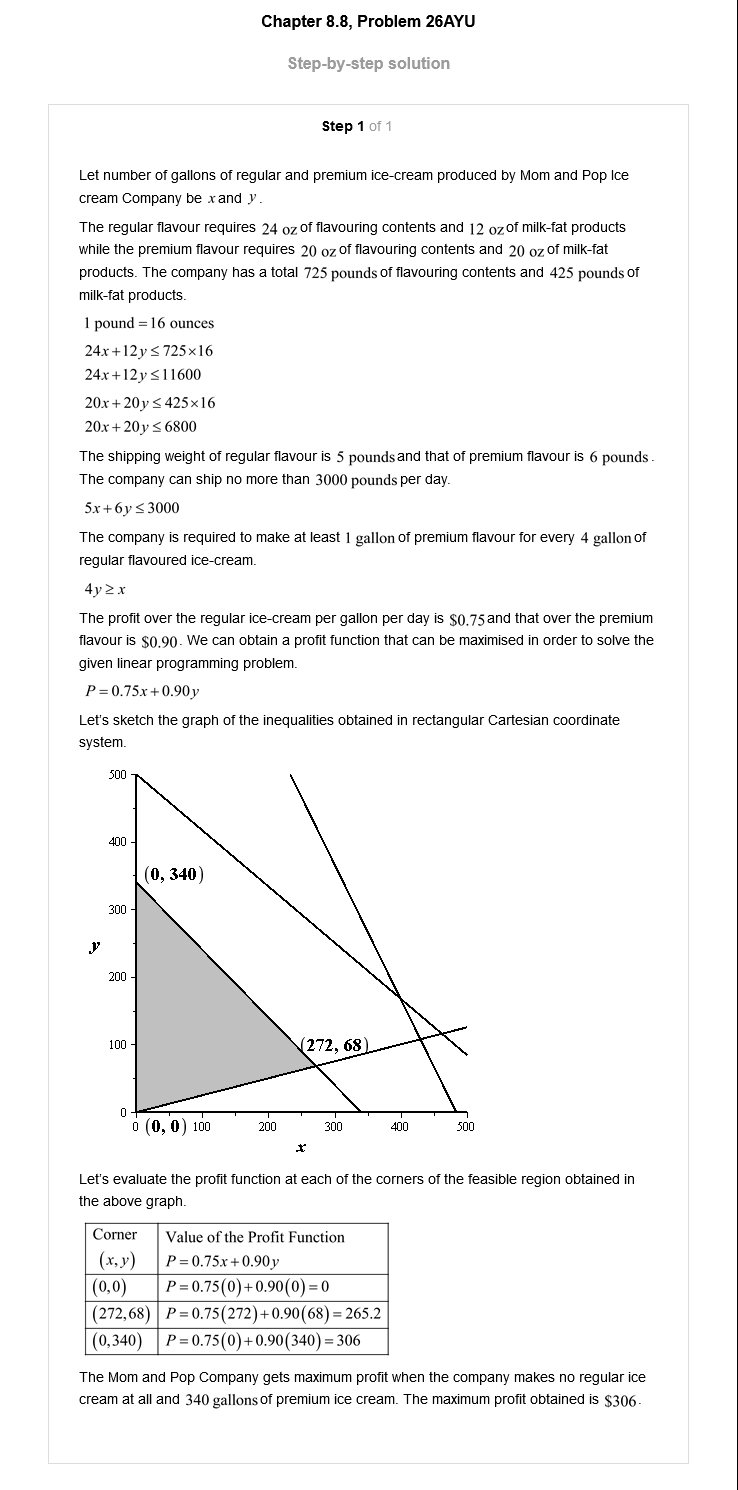 Chapter 8.8, Problem 26AYU
Step-by-step solution
Step 1 of 1
Let number of gallons of regular and premium ice-cream produced by Mom and Pop Ice
cream Company be x and y.
The regular flavour requires 24 oz of flavouring contents and 12 oz of milk-fat products
while the premium flavour requires 20 oz of flavouring contents and 20 oz of milk-fat
products. The company has a total 725 pounds of flavouring contents and 425 pounds of
milk-fat products.
1 pound = 16 ounces
24x + 12y ≤ 725×16
24x + 12y ≤ 11600
20x + 20y ≤ 425×16
20x + 20y ≤ 6800
The shipping weight of regular flavour is 5 pounds and that of premium flavour is 6 pounds.
The company can ship no more than 3000 pounds per day.
5x + 6y ≤ 3000
The company is required to make at least 1 gallon of premium flavour for every 4 gallon of
regular flavoured ice-cream.
4y ≥ x
The profit over the regular ice-cream per gallon per day is $0.75 and that over the premium
flavour is $0.90. We can obtain a profit function that can be maximised in order to solve the
given linear programming problem.
P = 0.75x + 0.90y
Let's sketch the graph of the inequalities obtained in rectangular Cartesian coordinate
system.
500
400
(0, 340)
300
y
200
100
(272, 68)
0
0 (0, 0) 100 200 300 400 500
x
Let's evaluate the profit function at each of the corners of the feasible region obtained in
the above graph.
Corner Value of the Profit Function
(x, y) P = 0.75x + 0.90y
(0,0) P = 0.75(0) + 0.90(0) = 0
(272,68) P = 0.75(272) + 0.90(68) = 265.2
(0,340) P = 0.75(0) + 0.90(340) = 306
The Mom and Pop Company gets maximum profit when the company makes no regular ice
cream at all and 340 gallons of premium ice cream. The maximum profit obtained is $306.